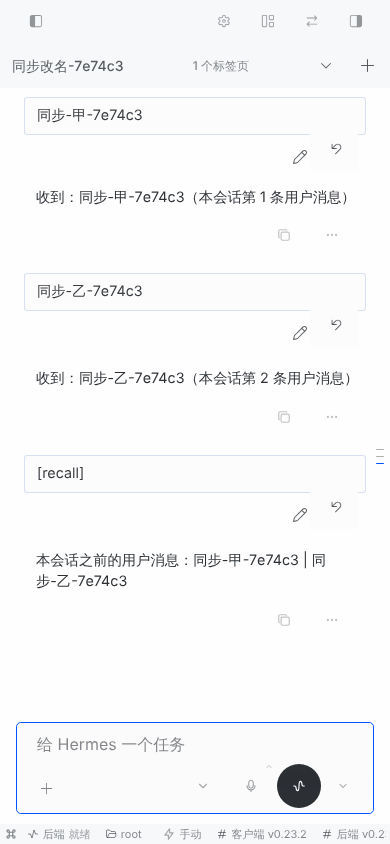 同步改名-7e74c3
1 个标签页
同步-甲-7e74c3
收到：同步-甲-7e74c3（本会话第 1 条用户消息）
同步-乙-7e74c3
收到：同步-乙-7e74c3（本会话第 2 条用户消息）
[recall]
本会话之前的用户消息：同步-甲-7e74c3 | 同
步-乙-7e74c3
给 Hermes 一个任务
后端 就绪 root 手动 # 客户端 v0.23.2 # 后端 v0.2